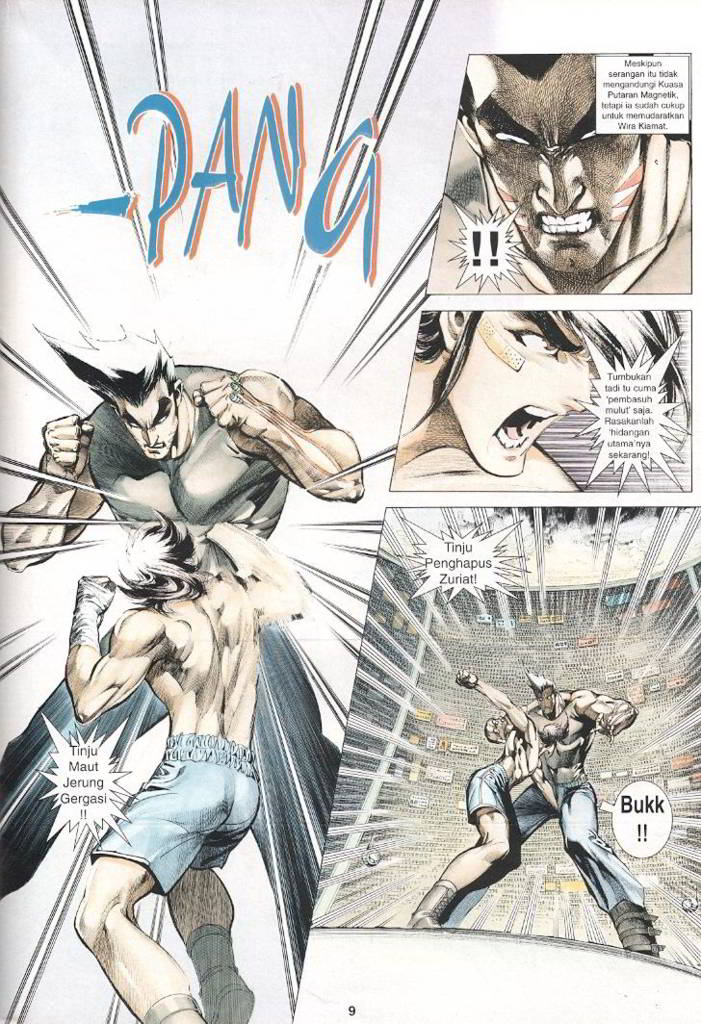 PANG
Tinju
Maut
Jerung
Gergasi
!!
Meskipun
serangan itu tidak
mengandungi Kuasa
Putaran Magnetik,
tetapi ia sudah cukup
untuk memudaratkan
Wira Kiamat.
!!
Tumbukan
tadi tu cuma
'pembasuh
mulut' saja.
Rasakanlah
'hidangan
utama'nya
sekarang!
Tinju
Penghapus
Zuriat!
Bukk
!!
9